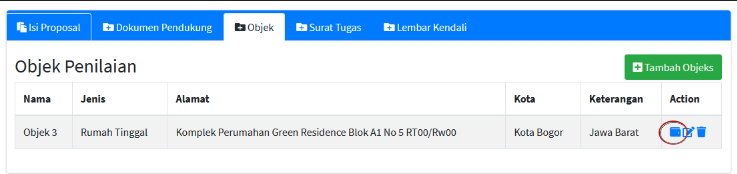 Isi Proposal Dokumen Pendukung Objek Surat Tugas Lembar Kendali
Objek Penilaian Tambah Objeks
Nama Jenis Alamat Kota Keterangan Action
Objek 3 Rumah Tinggal Komplek Perumahan Green Residence Blok A1 No 5 RT00/Rw00 Kota Bogor Jawa Barat